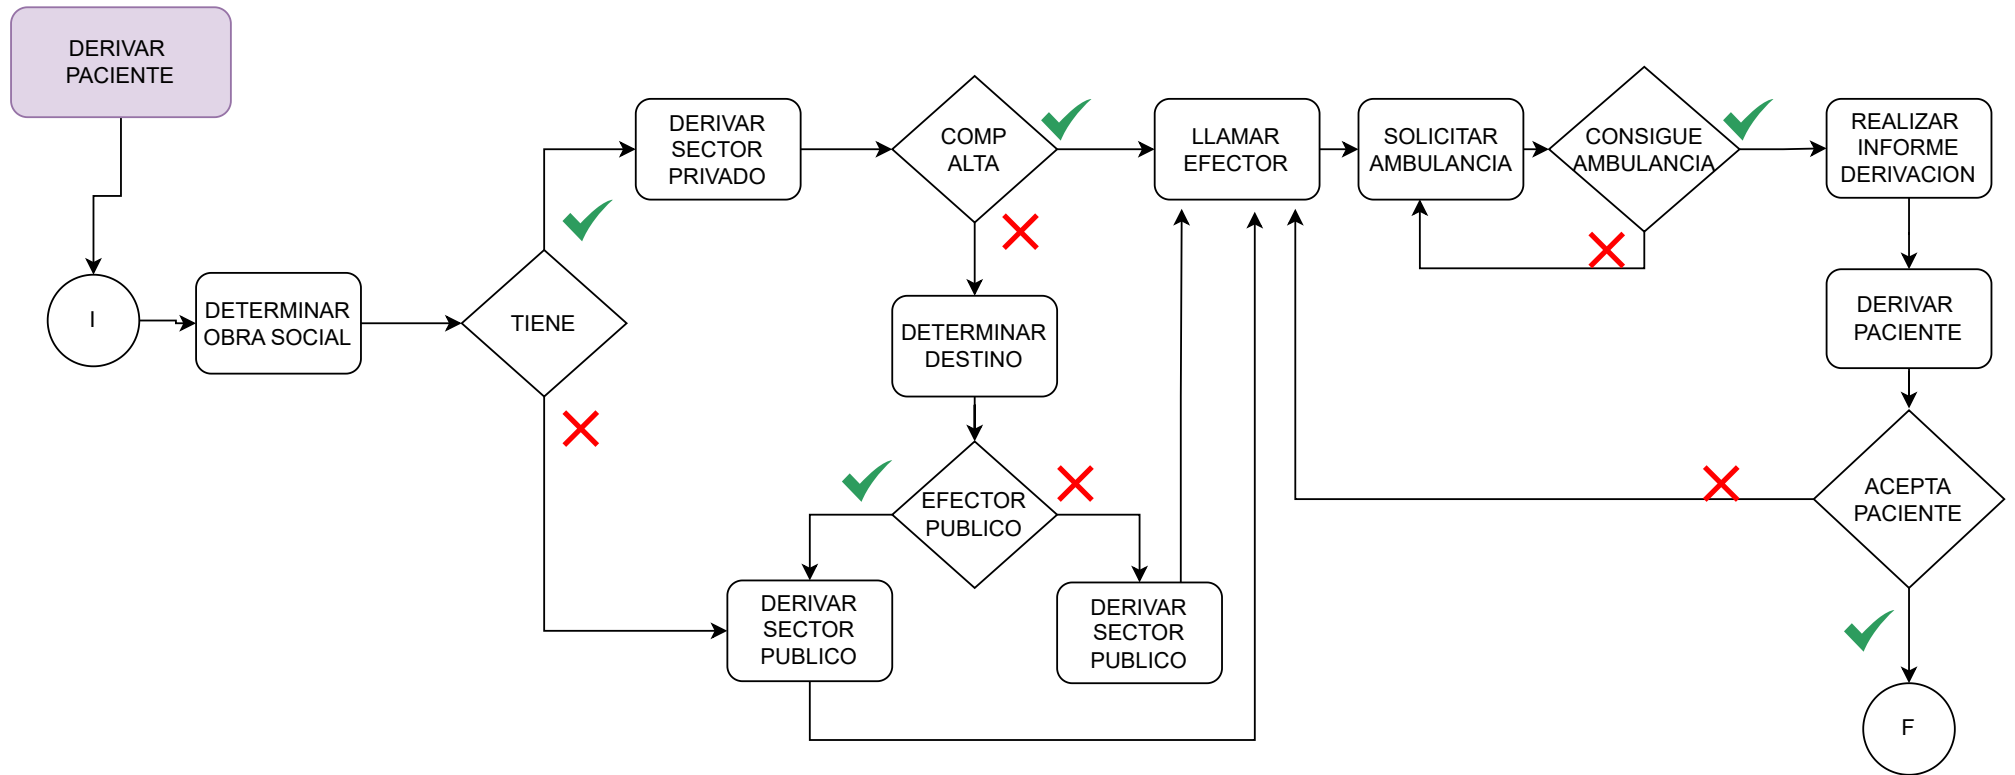 DERIVAR
PACIENTE
I
DETERMINAR
OBRA SOCIAL
TIENE
DERIVAR
SECTOR
PRIVADO
COMP
ALTA
LLAMAR
EFECTOR
SOLICITAR
AMBULANCIA
CONSIGUE
AMBULANCIA
REALIZAR
INFORME
DERIVACION
DETERMINAR
DESTINO
DERIVAR
PACIENTE
EFECTOR
PUBLICO
ACEPTA
PACIENTE
DERIVAR
SECTOR
PUBLICO
DERIVAR
SECTOR
PUBLICO
F